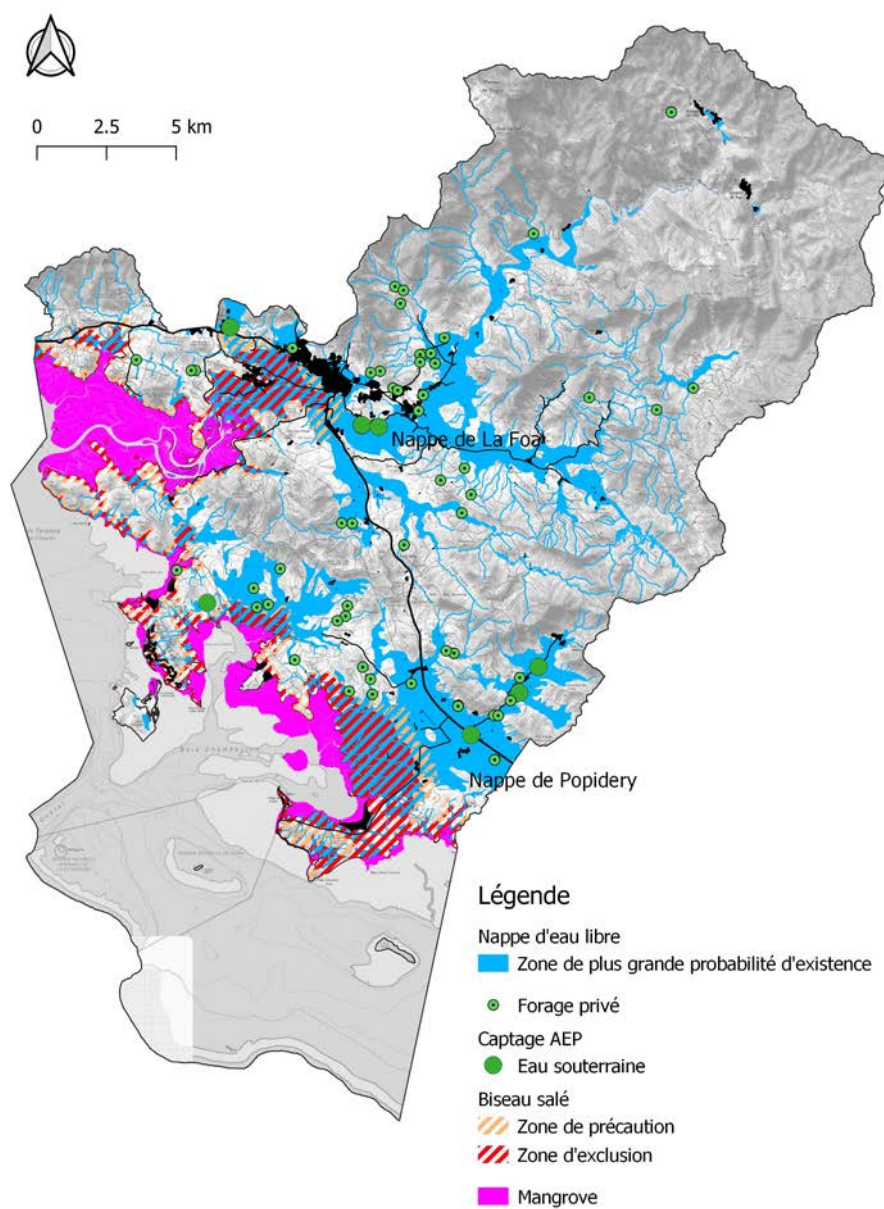 0 2.5 5 km
Nappe de La Foa
Nappe de Popidery
Légende
Nappe d'eau libre
Zone de plus grande probabilité d'existence
Forage privé
Captage AEP
Eau souterraine
Biseau salé
Zone de précaution
Zone d'exclusion
Mangrove